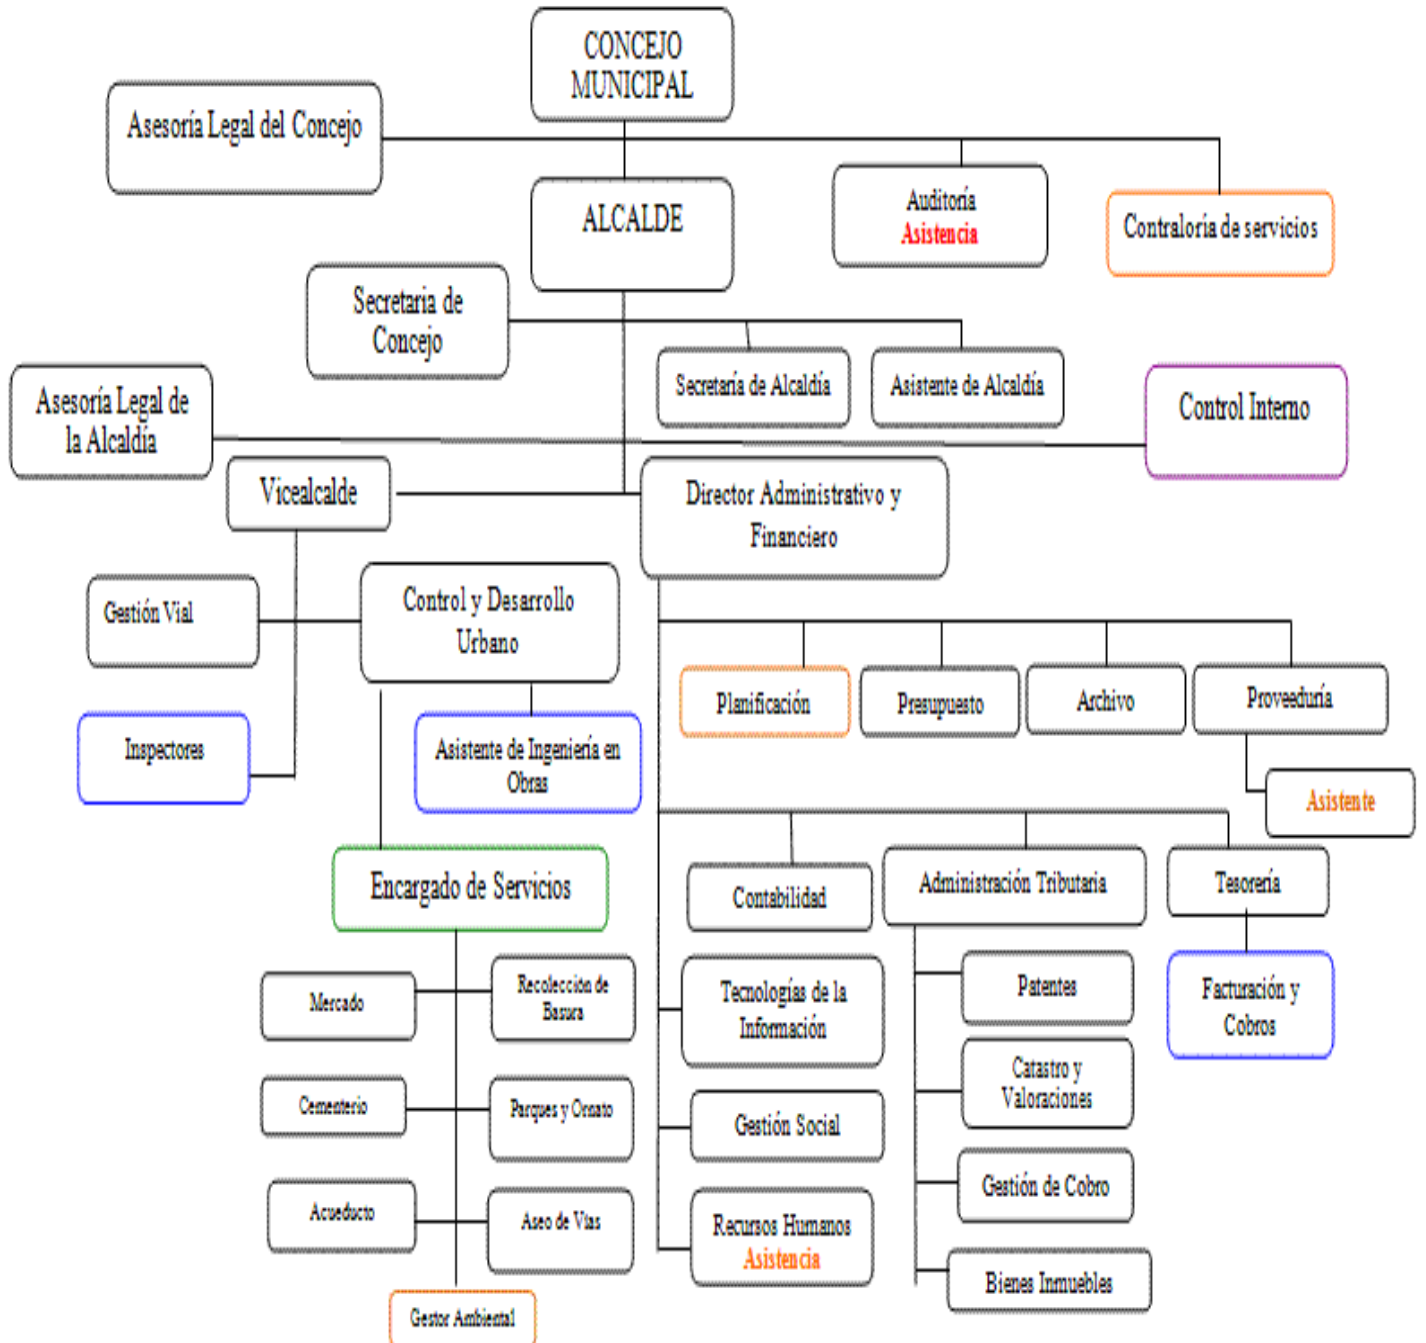 CONCEJO
MUNICIPAL
Asesoría Legal del Concejo
ALCALDE
Auditoría
Asistencia
Contraloría de servicios
Secretaria de
Concejo
Secretaría de Alcaldía
Asistente de Alcaldía
Asesoría Legal de
la Alcaldía
Control Interno
Vicealcalde
Director Administrativo y
Financiero
Gestión Vial
Control y Desarrollo
Urbano
Planificación
Presupuesto
Archivo
Proveeduría
Inspectores
Asistente de Ingeniería en
Obras
Asistente
Encargado de Servicios
Contabilidad
Administración Tributaria
Tesorería
Mercado
Recolección de
Basura
Tecnologías de la
Información
Patentes
Facturación y
Cobros
Cementerio
Parques y Ornato
Gestión Social
Catastro y
Valoraciones
Acueducto
Aseo de Vías
Recursos Humanos
Asistencia
Gestión de Cobro
Bienes Inmuebles
Gestor Ambiental